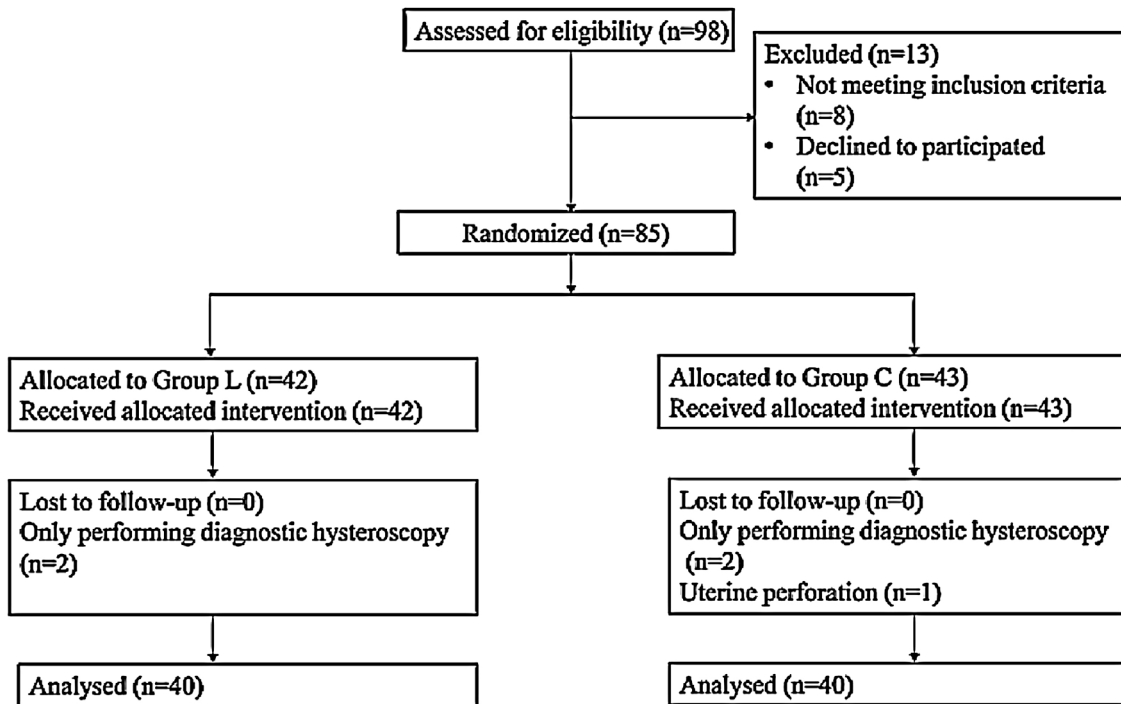 Assessed for eligibility (n=98)
Excluded (n=13)
• Not meeting inclusion criteria
(n=8)
• Declined to participated
(n=5)
Randomized (n=85)
Allocated to Group L (n=42)
Received allocated intervention (n=42)
Allocated to Group C (n=43)
Received allocated intervention (n=43)
Lost to follow-up (n=0)
Only performing diagnostic hysteroscopy
(n=2)
Lost to follow-up (n=0)
Only performing diagnostic hysteroscopy
(n=2)
Uterine perforation (n=1)
Analysed (n=40)
Analysed (n=40)